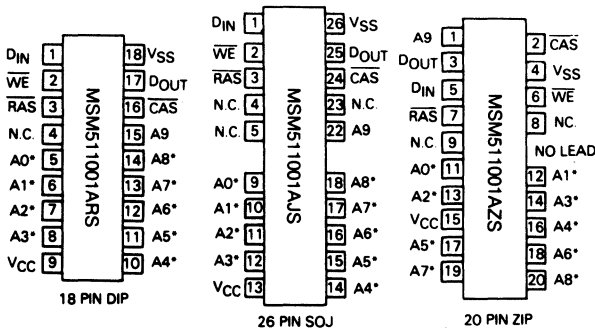 DIN 1 18 VSS
WE 2 17 DOUT
RAS 3 16 CAS
N.C. 4 15 A9
A0* 5 14 A8*
A1* 6 13 A7*
A2* 7 12 A6*
A3* 8 11 A5*
VCC 9 10 A4*
MSM511001ARS
18 PIN DIP
DIN 1 26 VSS
WE 2 25 DOUT
RAS 3 24 CAS
N.C. 4 23 N.C.
N.C. 5 22 A9
A0* 9 18 A8*
A1* 10 17 A7*
A2* 11 16 A6*
A3* 12 15 A5*
VCC 13 14 A4*
MSM511001AJS
26 PIN SOJ
A9 1 2 CAS
DOUT 3 4 VSS
DIN 5 6 WE
RAS 7 8 NC.
N.C. 9 NO LEAD
A0* 11 12 A1*
A2* 13 14 A3*
VCC 15 16 A4*
A5* 17 18 A6*
A7* 19 20 A8*
MSM511001AZS
20 PIN ZIP